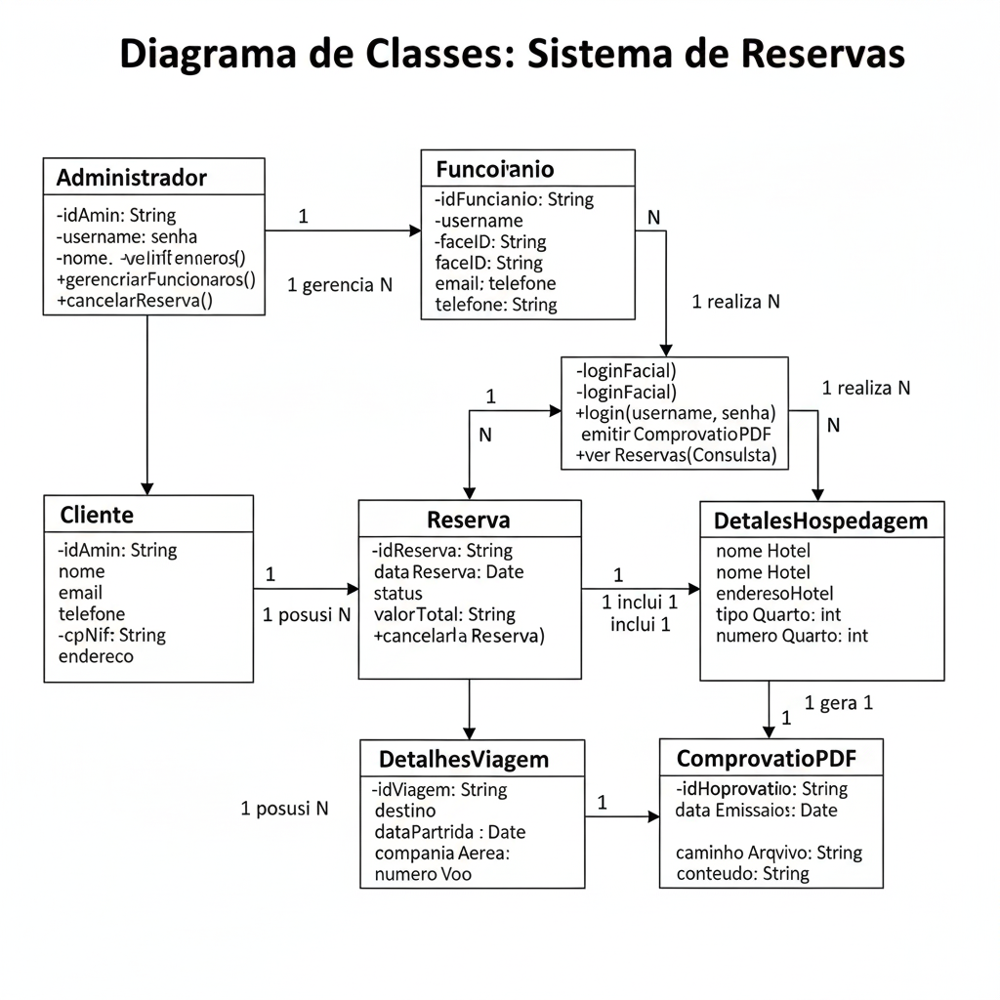 Diagrama de Classes: Sistema de Reservas
Administrador
-idAmin: String
-username: senha
-nome.
+gerencriarFuncionaros()
+cancelarReserva()
1
1 gerencia N
-idFuncianio: String
-username
-faceID: String
faceID: String
email: telefone
telefone: String
N
1 realiza N
-loginFacial)
-loginFacial)
+login(username, senha)
emitir ComprovatioPDF
+ver Reservas(Consulsta)
1 realiza N
N
1
N
Cliente
-idAmin: String
nome
email
telefone
-cpNif: String
endereco
1
1 posusi N
Reserva
-idReserva: String
data Reserva: Date
status
valorTotal: String
+cancelarla Reserva)
1
1 inclui 1
inclui 1
DetalesHospedagem
nome Hotel
nome Hotel
enderesoHotel
tipo Quarto: int
numero Quarto: int
1 gera 1
1
1 posusi N
DetalhesViagem
-idViagem: String
destino
dataPartrida : Date
compania Aerea:
numero Voo
1
ComprovatioPDF
-idHoprovatio: String
data Emissaios: Date
caminho Arqvivo: String
conteudo: String